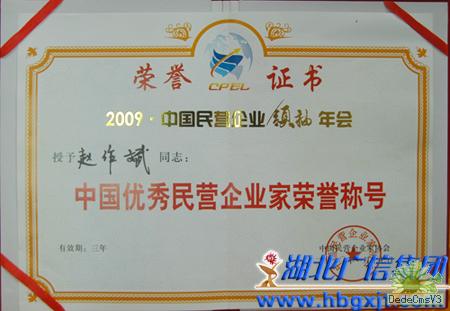 荣誉证书
CPEL
2009·中国民营企业领袖年会
授予赵作斌同志：
中国优秀民营企业家荣誉称号
有效期：三年
湖北广信集团
www.hbgxjt
DedeCmsV3